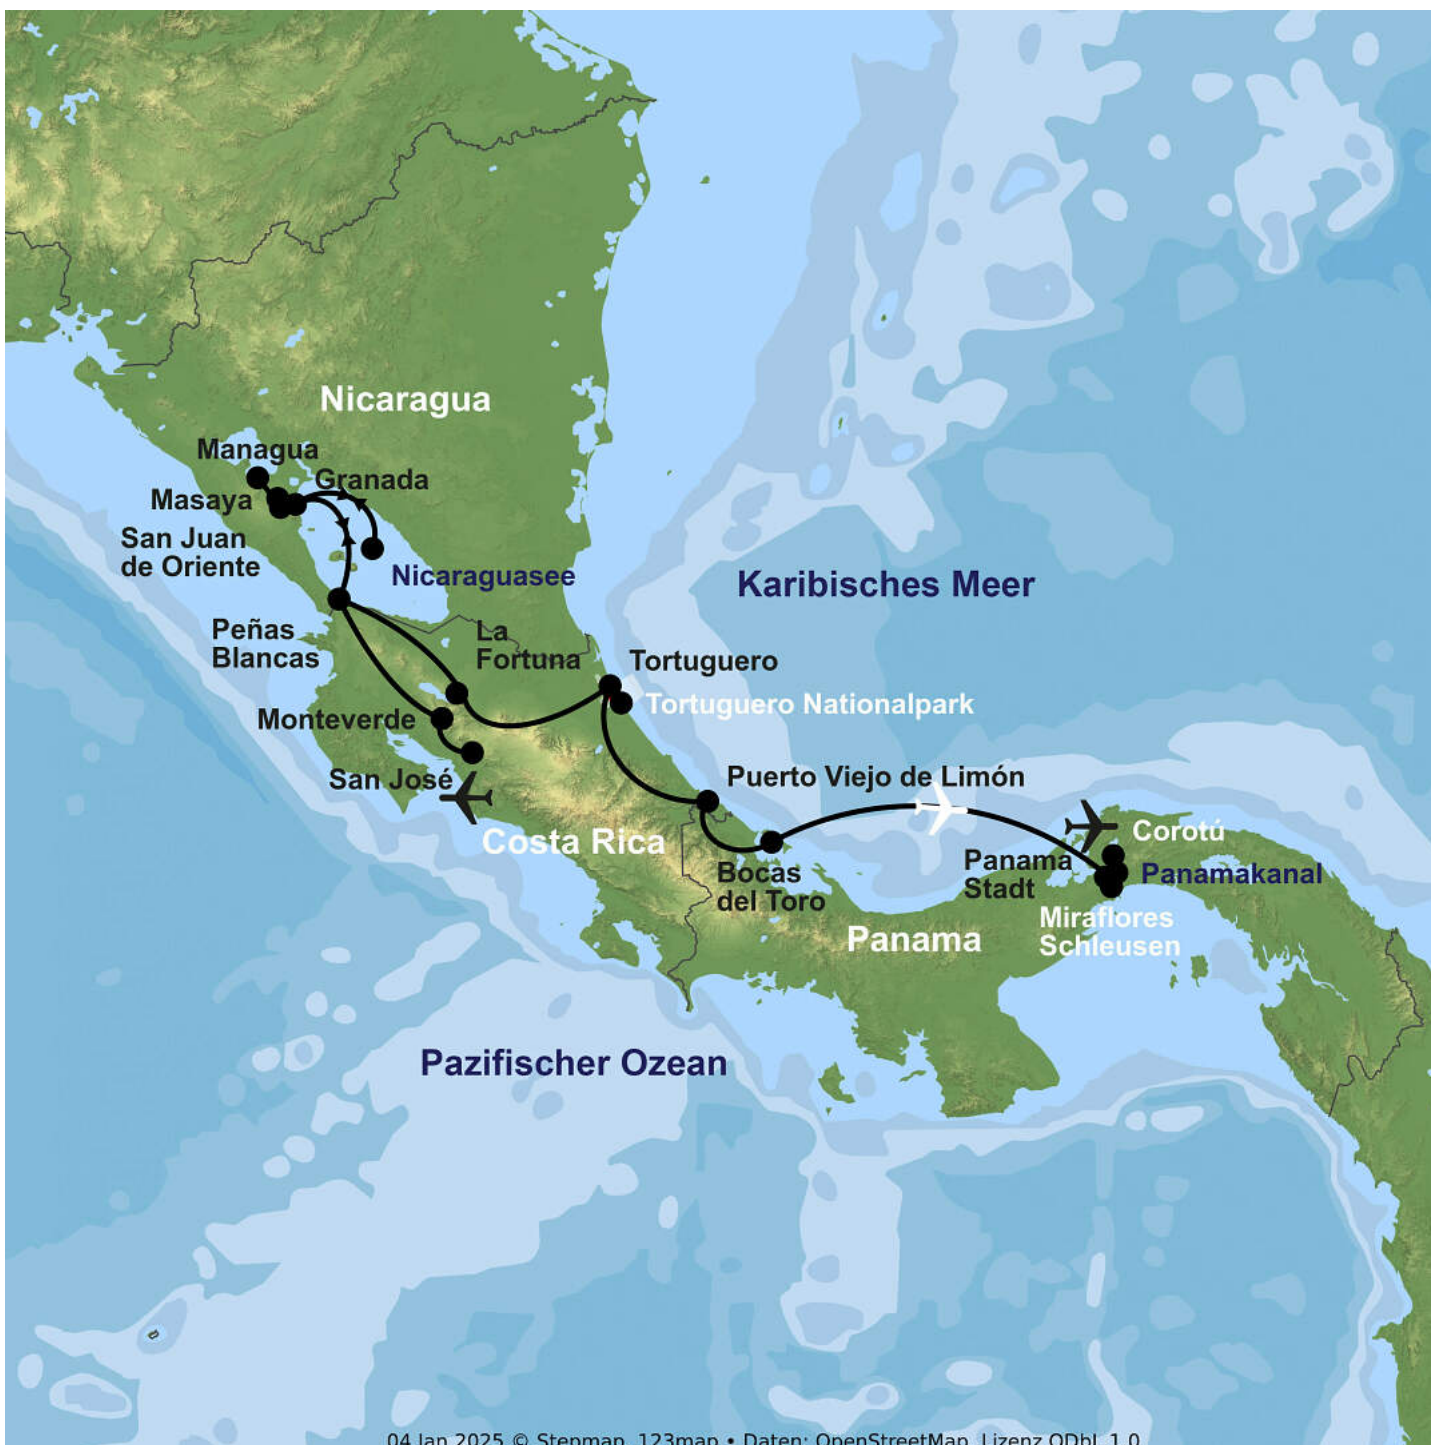 Nicaragua
Managua
Granada
Masaya
San Juan
de Oriente
Nicaraguasee
Karibisches Meer
Peñas
Blancas
La
Fortuna
Tortuguero
Tortuguero Nationalpark
Monteverde
San José
Puerto Viejo de Limón
Costa Rica
Corotú
Panama
Stadt
Panamakanal
Bocas
del Toro
Miraflores
Schleusen
Panama
Pazifischer Ozean
04 Jan 2025 © Stepmap, 123map • Daten: OpenStreetMap, Lizenz ODbL 1.0